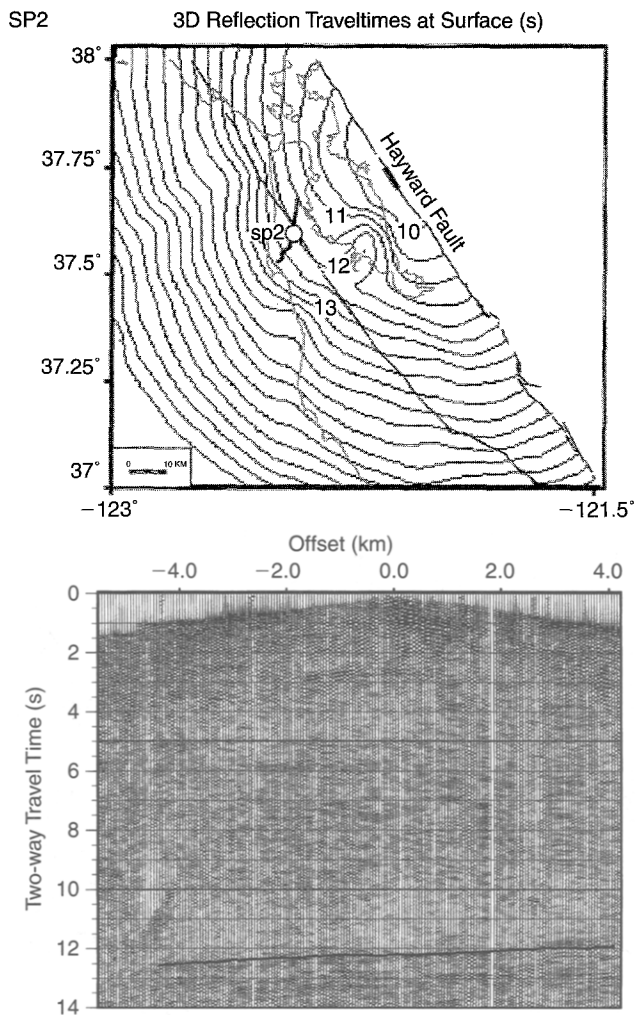 SP2 3D Reflection Traveltimes at Surface (s)
38°
37.75°
37.5°
37.25°
37°
Hayward Fault
sp2
11
10
12
13
0 10 KM
−123° −121.5°
Offset (km)
−4.0 −2.0 0.0 2.0 4.0
Two-way Travel Time (s)
0
2
4
6
8
10
12
14